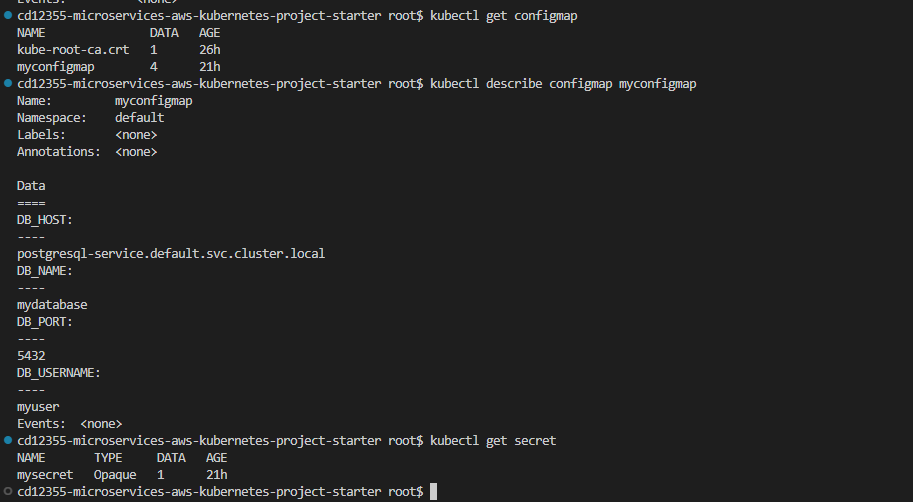 Events: <none>
cd12355-microservices-aws-kubernetes-project-starter root$ kubectl get configmap
NAME DATA AGE
kube-root-ca.crt 1 26h
myconfigmap 4 21h
cd12355-microservices-aws-kubernetes-project-starter root$ kubectl describe configmap myconfigmap
Name: myconfigmap
Namespace: default
Labels: <none>
Annotations: <none>
Data
====
DB_HOST:
----
postgresql-service.default.svc.cluster.local
DB_NAME:
----
mydatabase
DB_PORT:
----
5432
DB_USERNAME:
----
myuser
Events: <none>
cd12355-microservices-aws-kubernetes-project-starter root$ kubectl get secret
NAME TYPE DATA AGE
mysecret Opaque 1 21h
cd12355-microservices-aws-kubernetes-project-starter root$